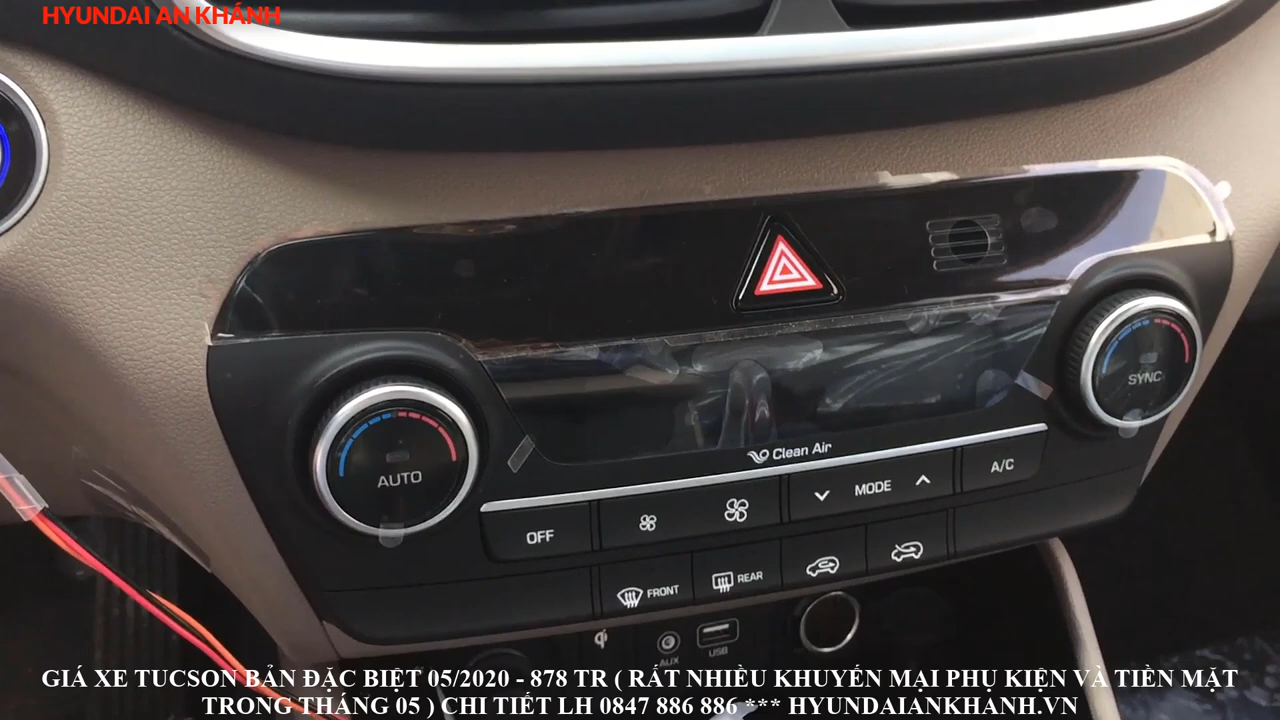 HYUNDAI AN KHÁNH
AUTO
SYNC
Clean Air
OFF
MODE
A/C
FRONT
REAR
AUX
USB
GIÁ XE TUCSON BẢN ĐẶC BIỆT 05/2020 - 878 TR ( RẤT NHIỀU KHUYẾN MẠI PHỤ KIỆN VÀ TIỀN MẶT
TRONG THÁNG 05 ) CHI TIẾT LH 0847 886 886 *** HYUNDAIANKHANH.VN